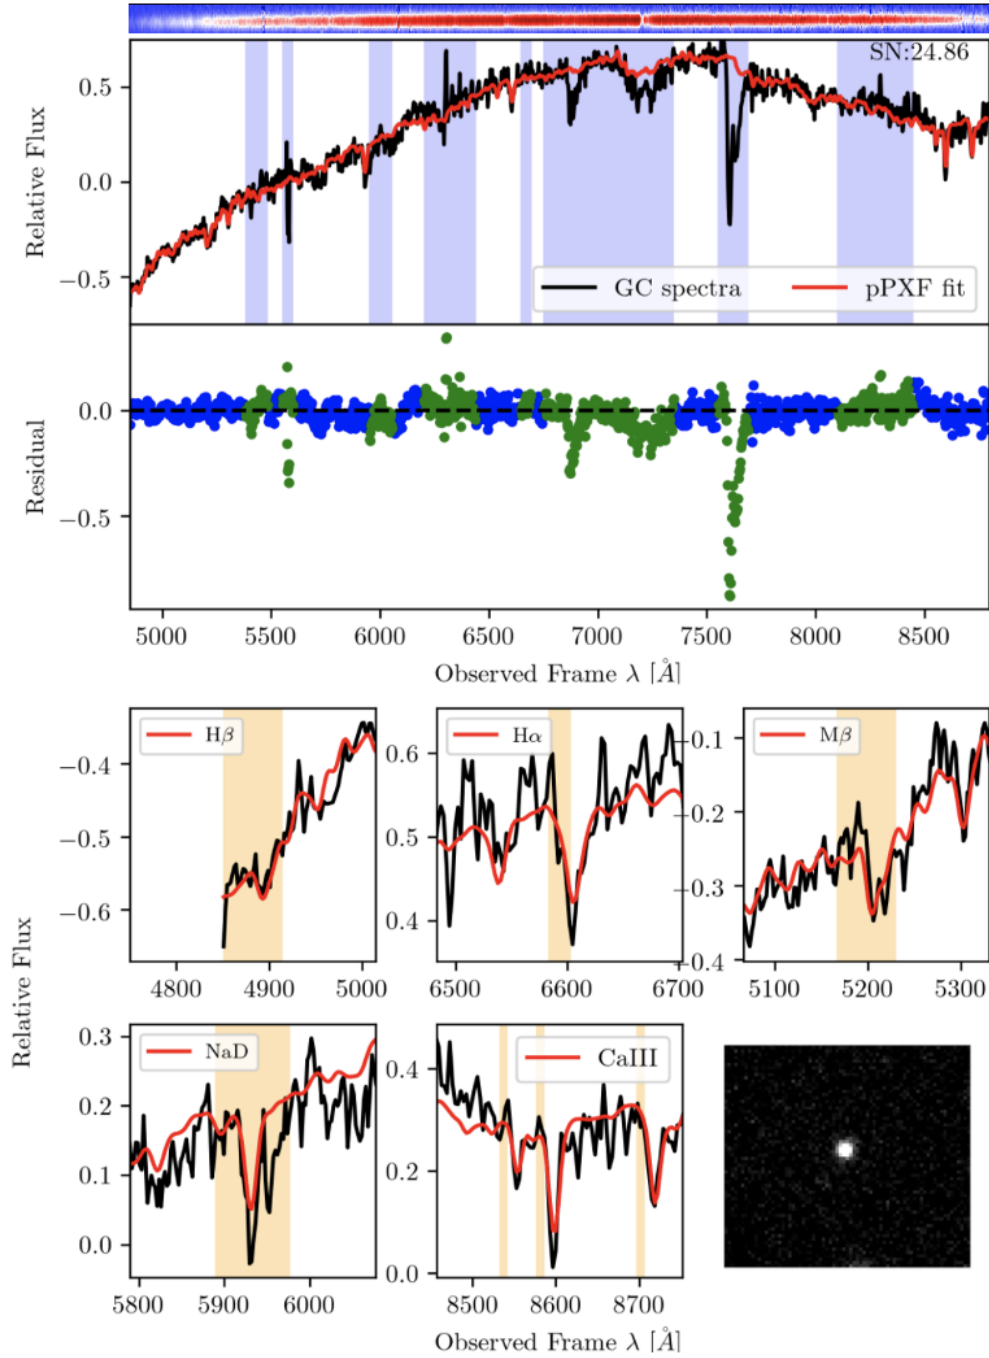 SN:24.86
0.5
0.0
−0.5
Relative Flux
GC spectra
pPXF fit
0.0
−0.5
Residual
5000 5500 6000 6500 7000 7500 8000 8500
Observed Frame λ [Å]
Hβ
−0.4
−0.5
−0.6
4800 4900 5000
Hα
0.6
0.5
0.4
6500 6600 6700
Mβ
−0.1
−0.2
−0.3
−0.4
5100 5200 5300
Relative Flux
NaD
0.3
0.2
0.1
0.0
5800 5900 6000
CaIII
0.4
0.2
0.0
8500 8600 8700
Observed Frame λ [Å]